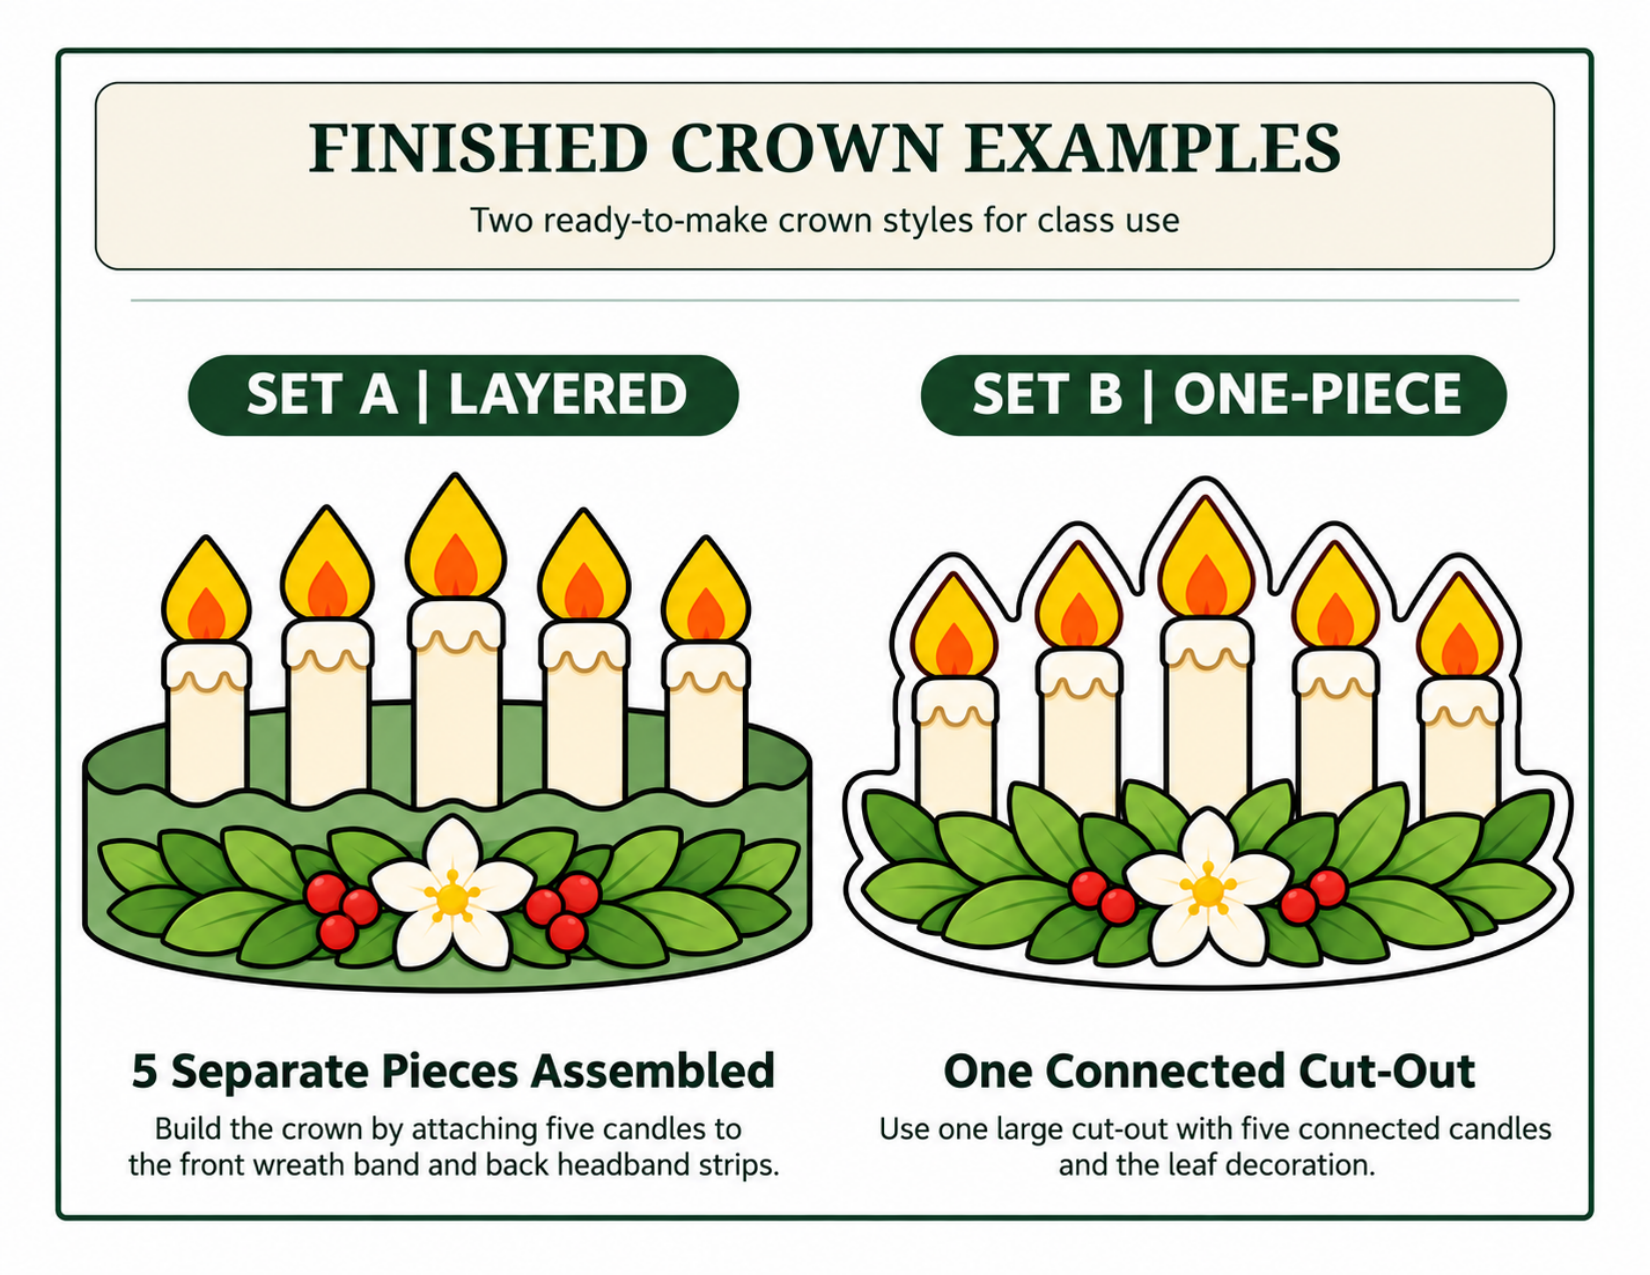 FINISHED CROWN EXAMPLES
Two ready-to-make crown styles for class use
SET A | LAYERED
SET B | ONE-PIECE
5 Separate Pieces Assembled
Build the crown by attaching five candles to
the front wreath band and back headband strips.
One Connected Cut-Out
Use one large cut-out with five connected candles
and the leaf decoration.